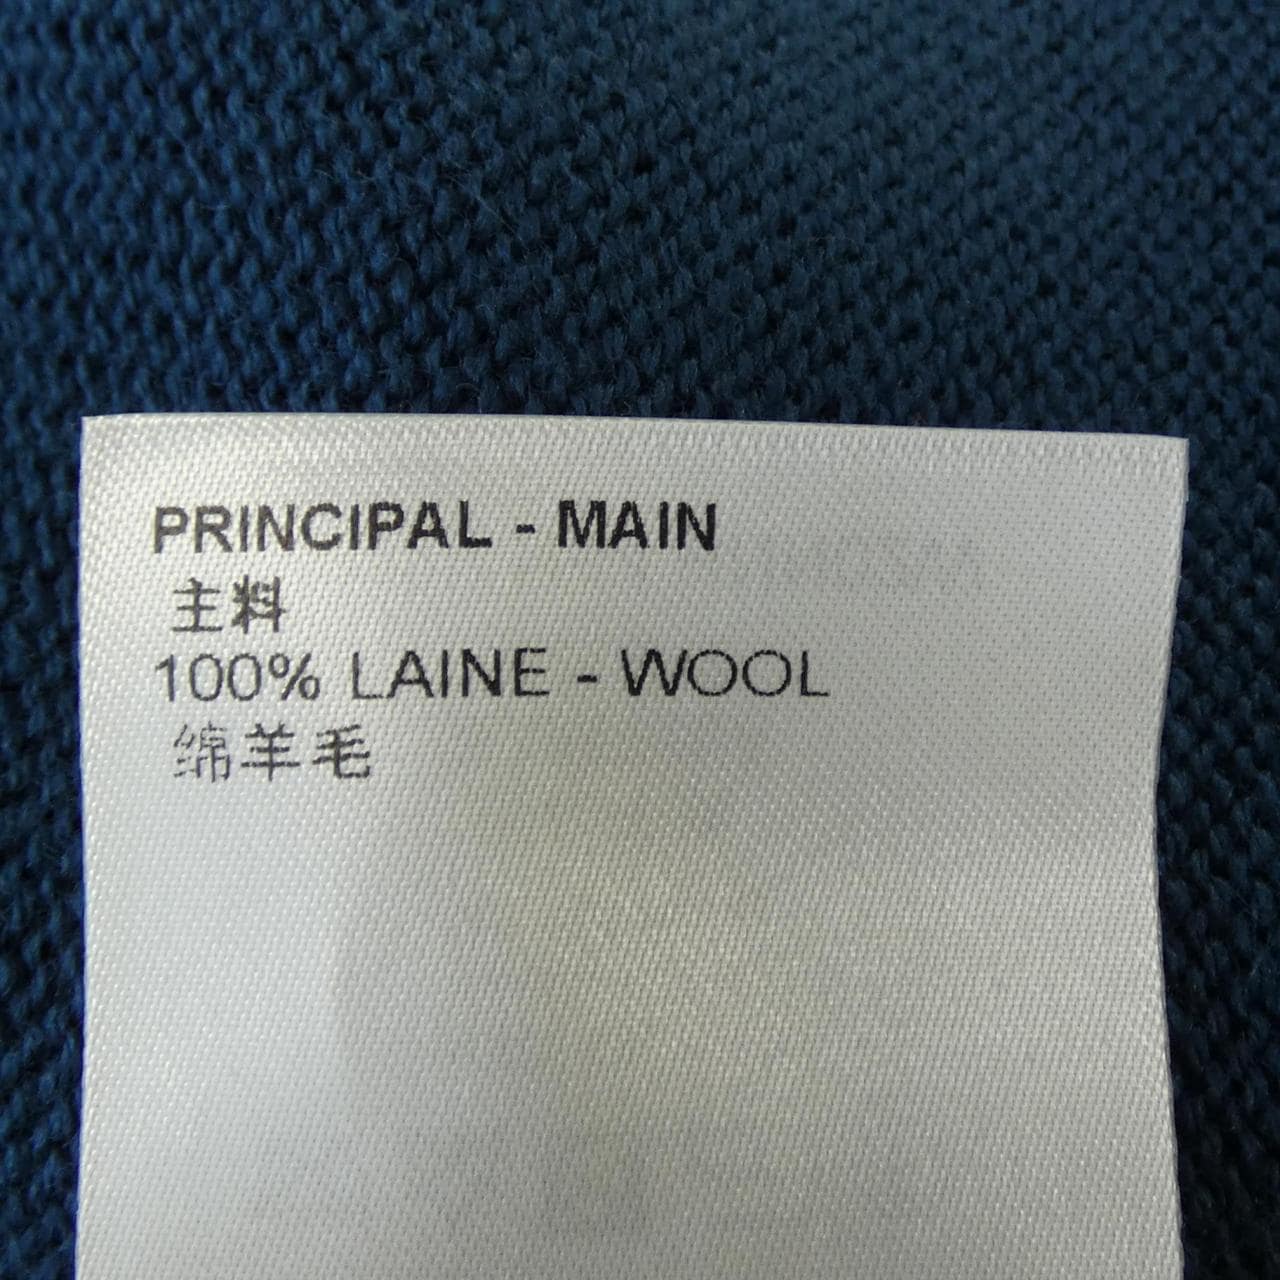 PRINCIPAL - MAIN
主料
100% LAINE - WOOL
绵羊毛